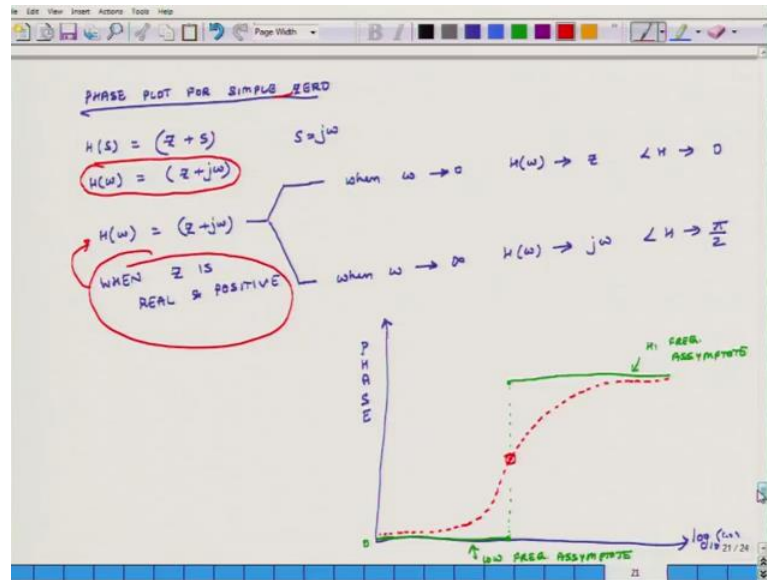 File Edit View Insert Actions Tools Help
Page Width
B I
PHASE PLOT FOR SIMPLE ZERO
H(s) = (z + s) s = jω
H(ω) = (z + jω)
when ω → 0 H(ω) → z ∠H → 0
H(ω) = (z + jω)
when ω → ∞ H(ω) → jω ∠H → π/2
WHEN Z IS
REAL & POSITIVE
PHASE
HI FREQ
ASSYMPTOTE
0
LOW FREQ ASSYMPTOTE
21 / 24
21